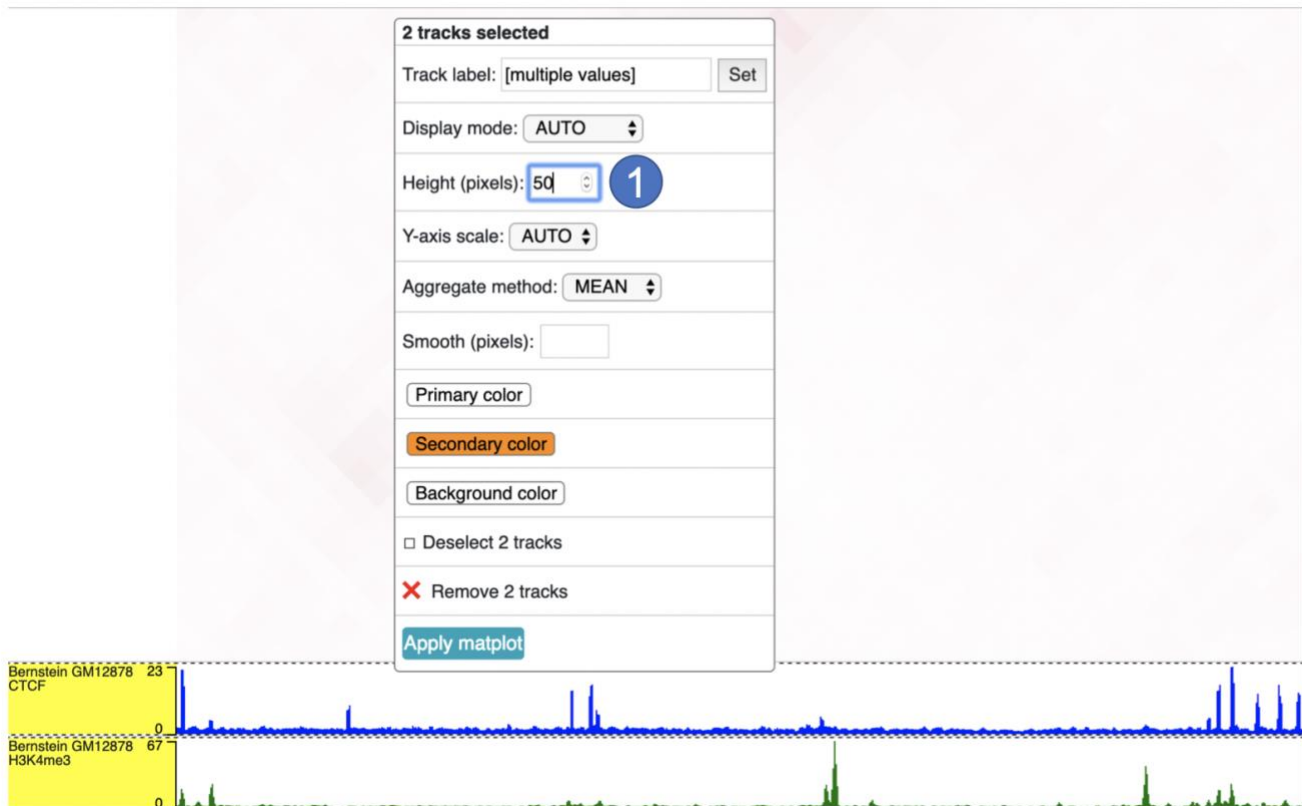 2 tracks selected
Track label: [multiple values] Set
Display mode: AUTO
Height (pixels): 50 1
Y-axis scale: AUTO
Aggregate method: MEAN
Smooth (pixels):
Primary color
Secondary color
Background color
Deselect 2 tracks
Remove 2 tracks
Apply matplot
Bernstein GM12878 23
CTCF
0
Bernstein GM12878 67
H3K4me3
0